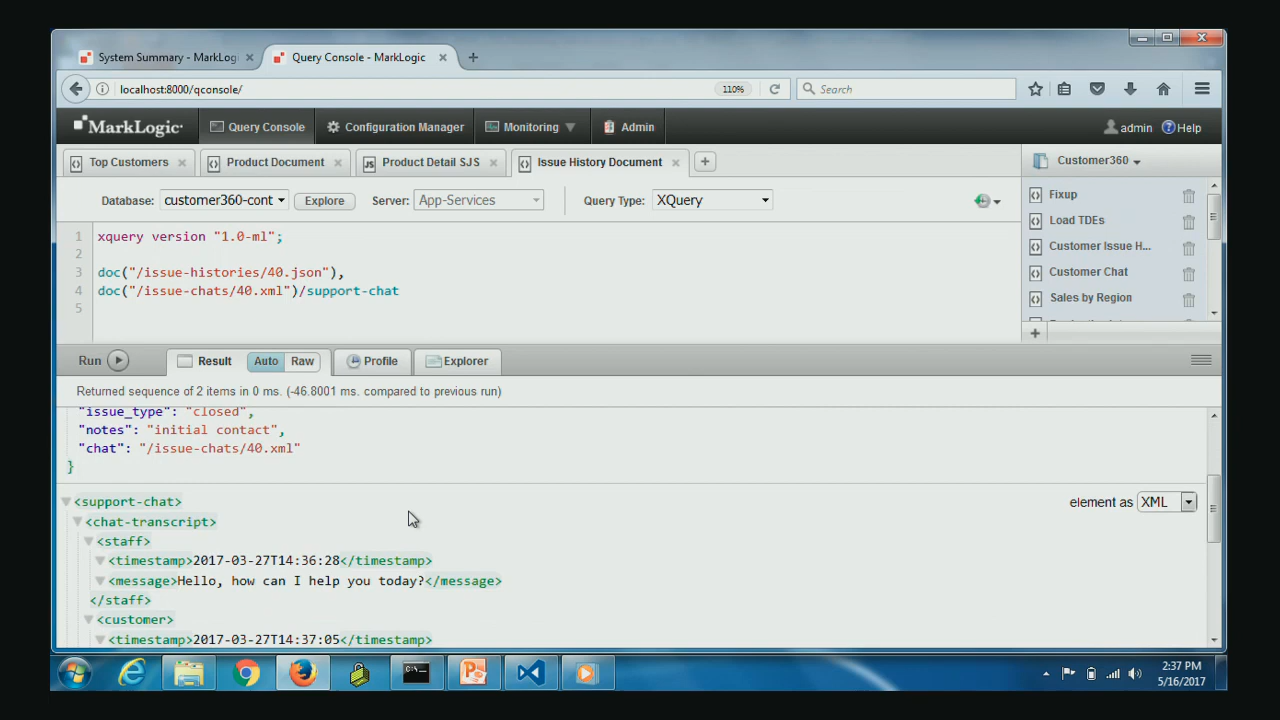 System Summary - MarkLogi
Query Console - MarkLogic
localhost:8000/qconsole/
110%
Search
MarkLogic
Query Console
Configuration Manager
Monitoring
Admin
admin
Help
Top Customers
Product Document
Product Detail SJS
Issue History Document
Customer360
Database:
customer360-cont
Explore
Server:
App-Services
Query Type:
XQuery
Fixup
Load TDEs
Customer Issue H...
Customer Chat
Sales by Region
1 xquery version "1.0-ml";
2
3 doc("/issue-histories/40.json"),
4 doc("/issue-chats/40.xml")/support-chat
5
Run
Result
Auto
Raw
Profile
Explorer
Returned sequence of 2 items in 0 ms. (-46.8001 ms. compared to previous run)
"issue_type": "closed",
"notes": "initial contact",
"chat": "/issue-chats/40.xml"
}
<support-chat>
element as XML
<chat-transcript>
<staff>
<timestamp>2017-03-27T14:36:28</timestamp>
<message>Hello, how can I help you today?</message>
</staff>
<customer>
<timestamp>2017-03-27T14:37:05</timestamp>
2:37 PM
5/16/2017